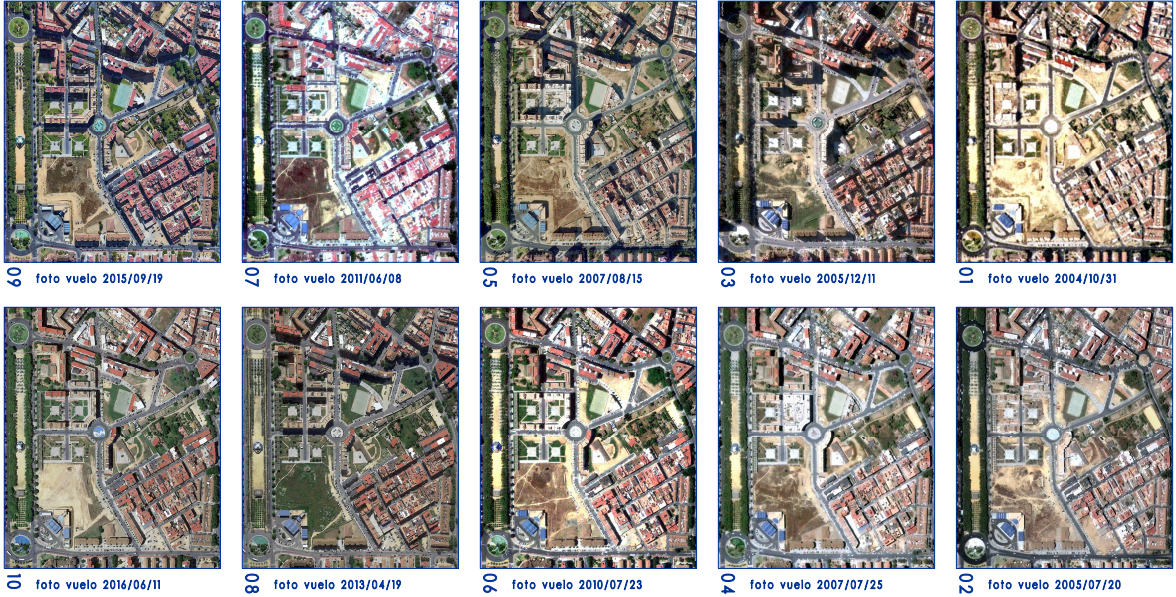 09 foto vuelo 2015/09/19
07 foto vuelo 2011/06/08
05 foto vuelo 2007/08/15
03 foto vuelo 2005/12/11
01 foto vuelo 2004/10/31
10 foto vuelo 2016/06/11
08 foto vuelo 2013/04/19
06 foto vuelo 2010/07/23
04 foto vuelo 2007/07/25
02 foto vuelo 2005/07/20